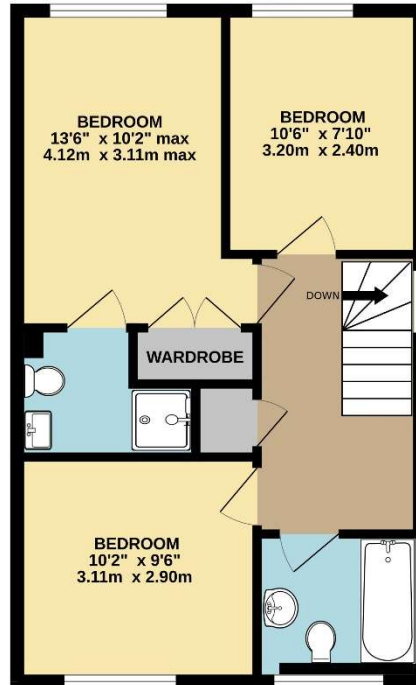 BEDROOM
13'6" x 10'2" max
4.12m x 3.11m max
BEDROOM
10'6" x 7'10"
3.20m x 2.40m
DOWN
WARDROBE
BEDROOM
10'2" x 9'6"
3.11m x 2.90m